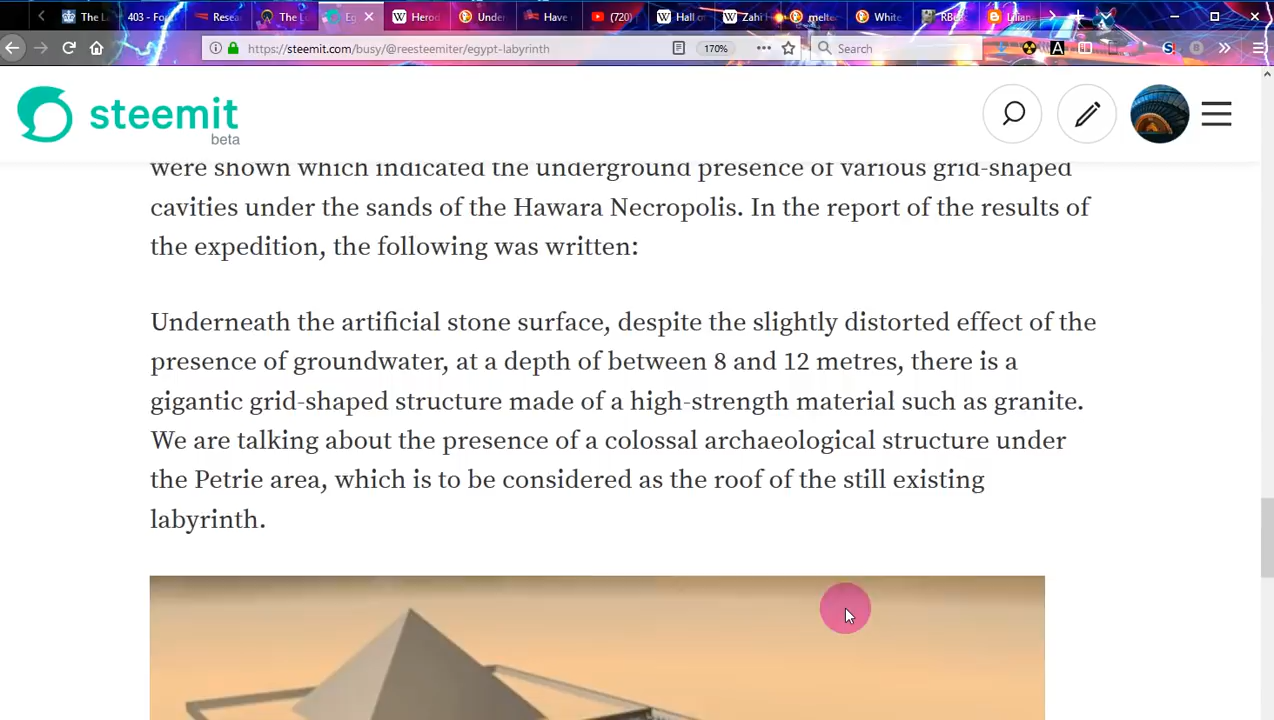 The L
403 - Fo
Resea
The L
Eg
Herod
Under
Have
(720)
Hall o
Zahi H
melte
White
RBe
Lilian
https://steemit.com/busy/@reesteemiter/egypt-labyrinth
170%
Search
steemit
beta
were shown which indicated the underground presence of various grid-shaped
cavities under the sands of the Hawara Necropolis. In the report of the results of
the expedition, the following was written:
Underneath the artificial stone surface, despite the slightly distorted effect of the
presence of groundwater, at a depth of between 8 and 12 metres, there is a
gigantic grid-shaped structure made of a high-strength material such as granite.
We are talking about the presence of a colossal archaeological structure under
the Petrie area, which is to be considered as the roof of the still existing
labyrinth.